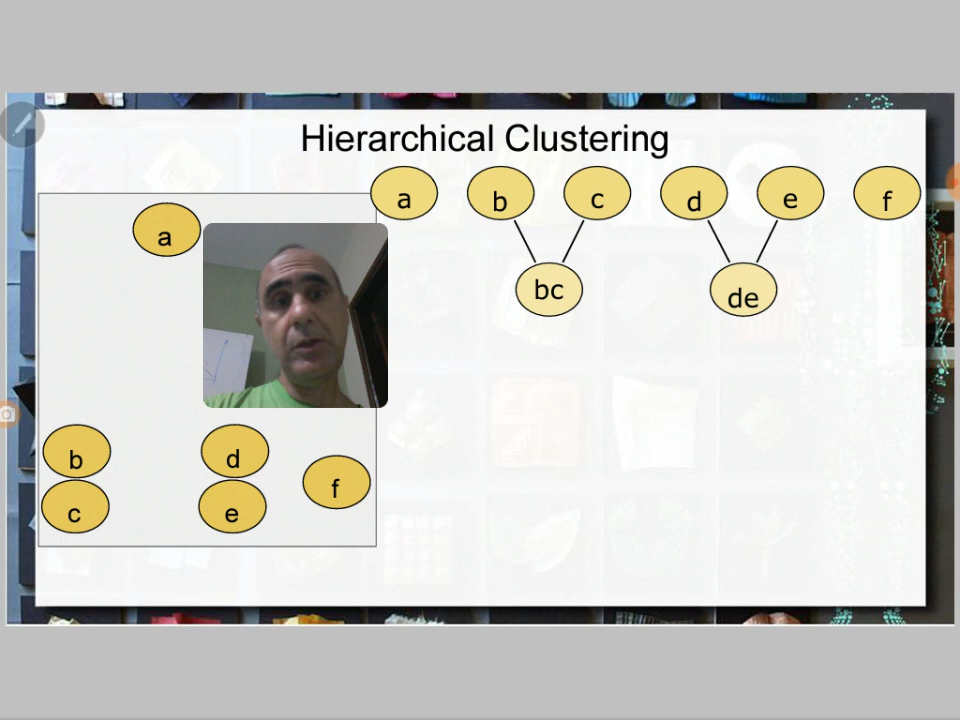 Hierarchical Clustering
a b c d e f
a
bc de
b d
f
c e